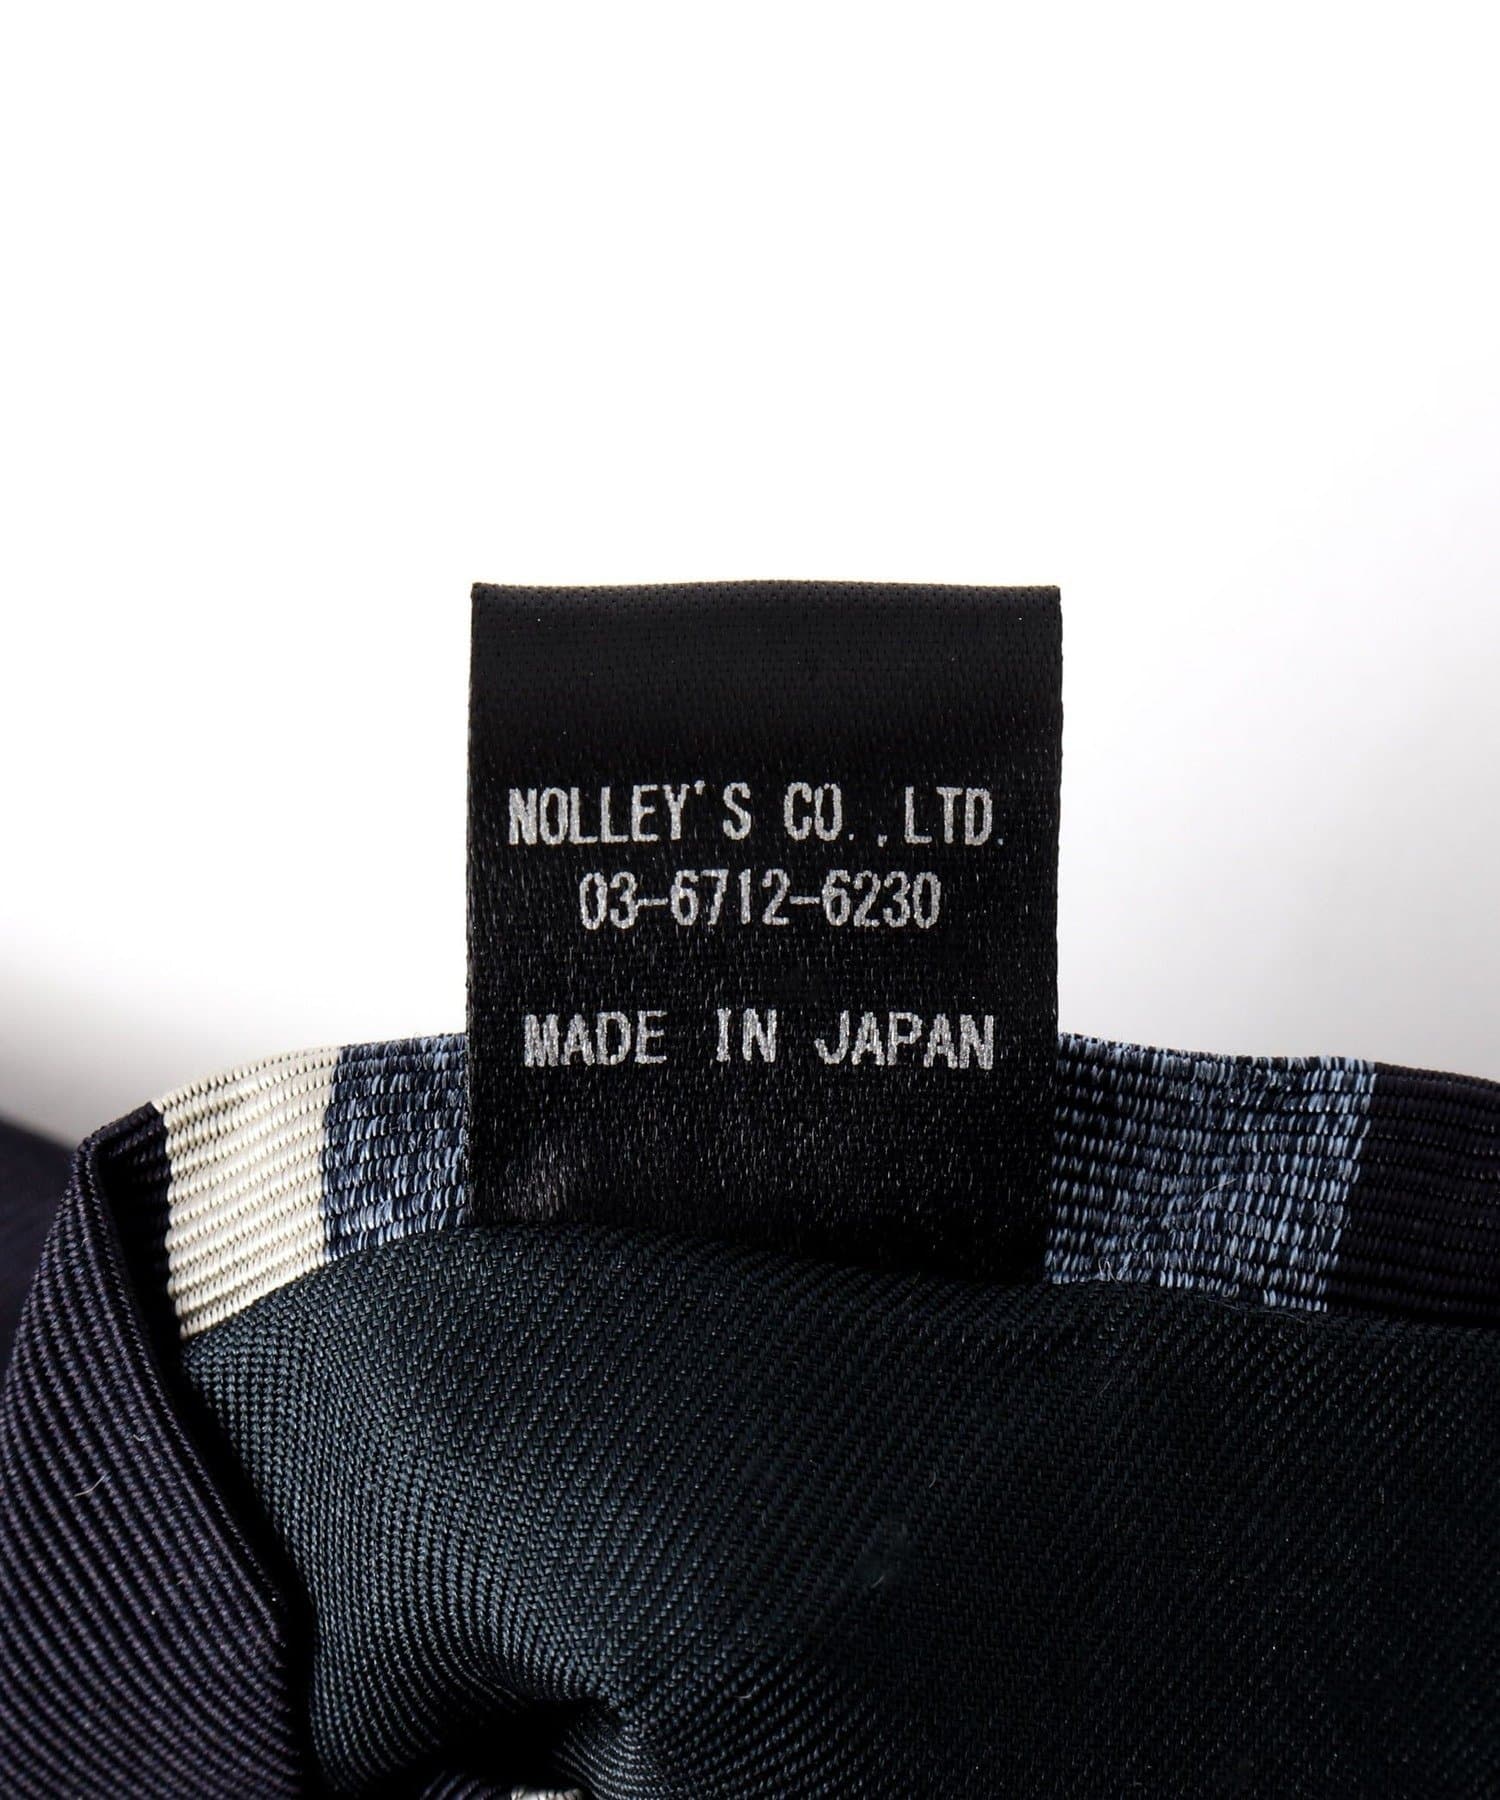 NOLLEY'S CO.,LTD.
03-6712-6230
MADE IN JAPAN